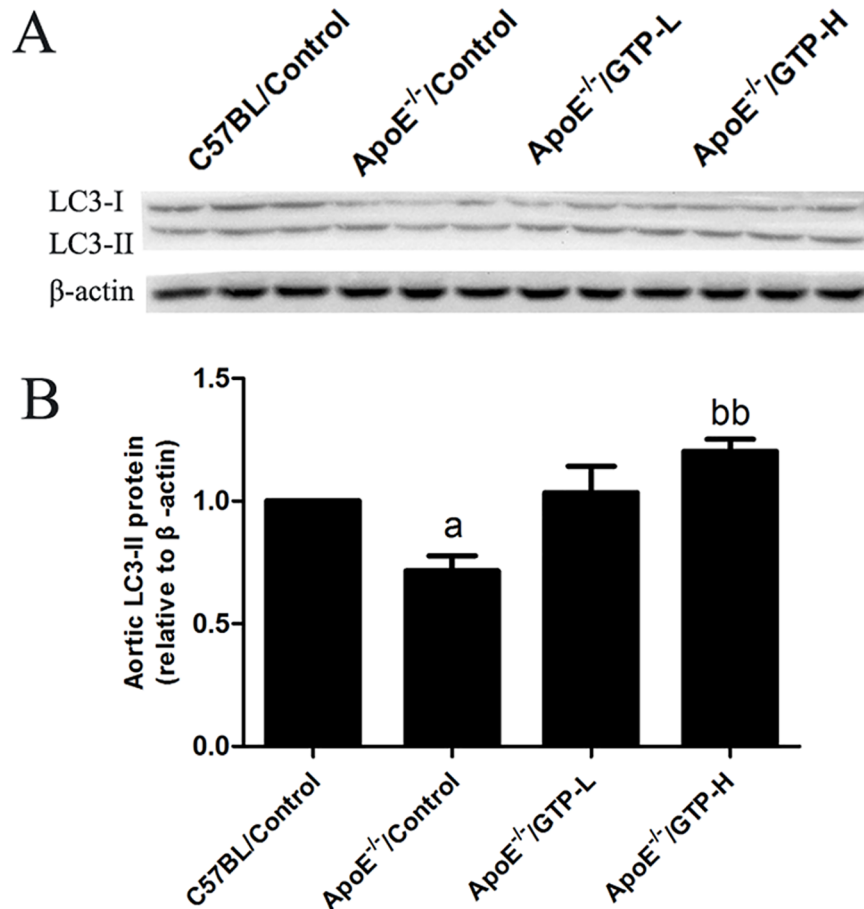 A
C57BL/Control
ApoE-/-/Control
ApoE-/-/GTP-L
ApoE-/-/GTP-H
LC3-I
LC3-II
β-actin
B
Aortic LC3-II protein
(relative to β -actin)
1.5
1.0
0.5
0.0
a
bb
C57BL/Control
ApoE-/-/Control
ApoE-/-/GTP-L
ApoE-/-/GTP-H